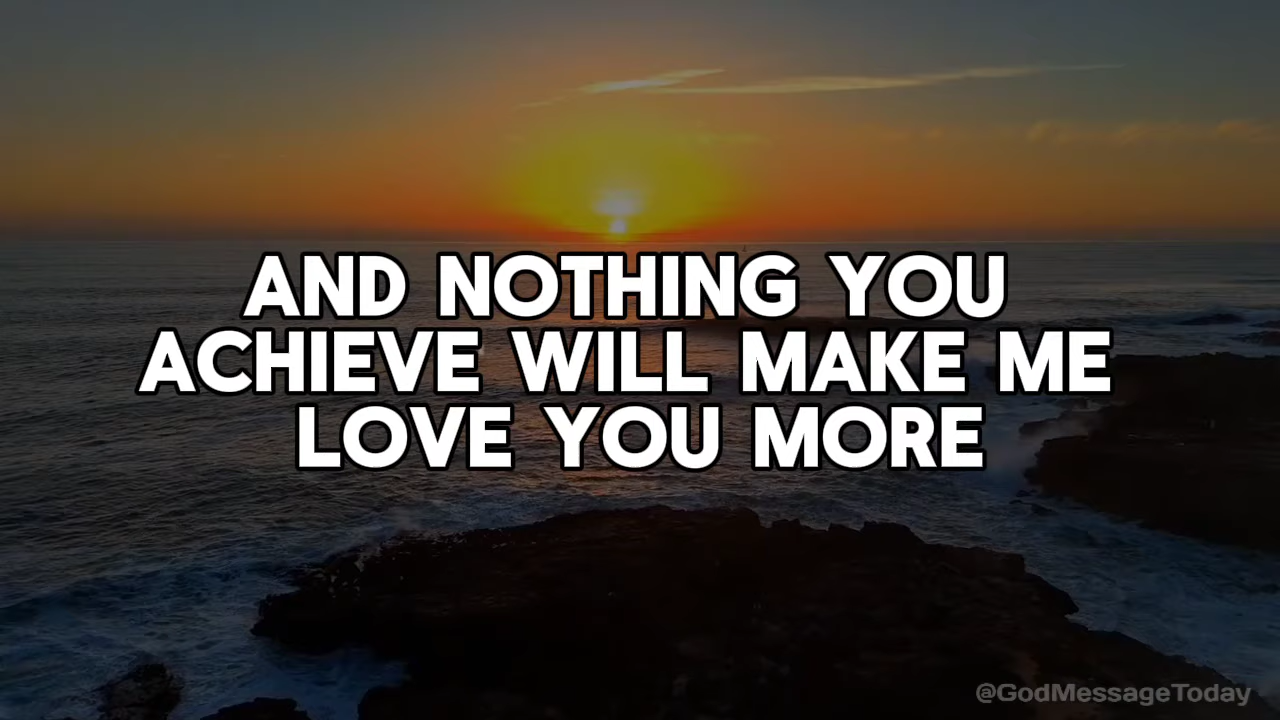 AND NOTHING YOU
ACHIEVE WILL MAKE ME
LOVE YOU MORE
@GodMessageToday